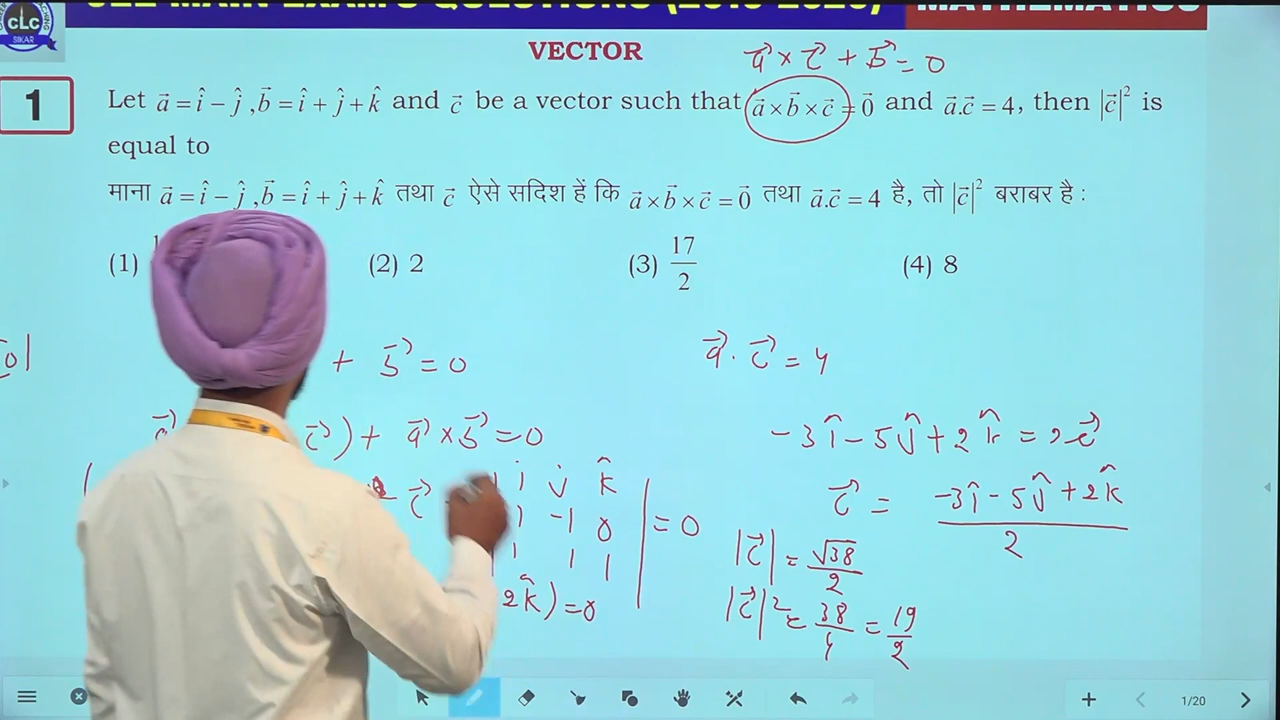 CLC
SIKAR
VECTOR
a⃗ × c⃗ + b⃗ = 0
1
Let a⃗ = î − ĵ , b⃗ = î + ĵ + k̂ and c⃗ be a vector such that a⃗ × b⃗ × c⃗ = 0⃗ and a⃗.c⃗ = 4, then |c⃗|² is
equal to
माना a⃗ = î − ĵ , b⃗ = î + ĵ + k̂ तथा c⃗ ऐसे सदिश हैं कि a⃗ × b⃗ × c⃗ = 0⃗ तथा a⃗.c⃗ = 4 है, तो |c⃗|² बराबर है :
(1)
(2) 2
(3) 17/2
(4) 8
+ b⃗ = 0
a⃗ . c⃗ = 4
c⃗ ) + a⃗ × b⃗ = 0
-3î - 5ĵ + 2k̂ = 2c⃗
c⃗
i j k̂
1 -1 0
1 1 1
= 0
c⃗ = -3î - 5ĵ + 2k̂ / 2
|c⃗| = √38/2
2k̂) = 0
|c⃗|² = 38/4 = 19/2
1/20